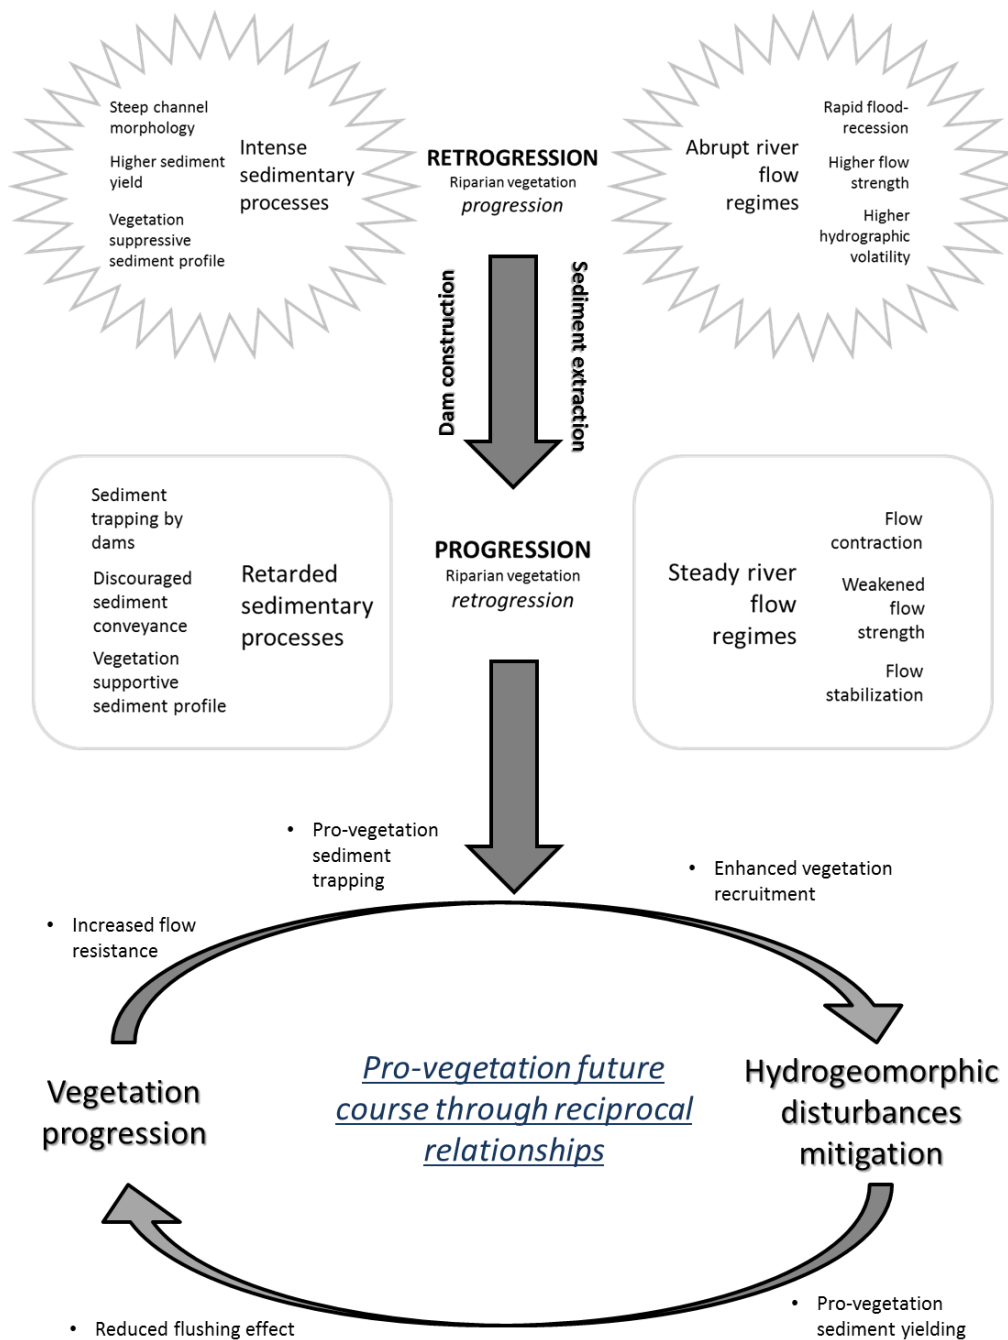 Steep channel
morphology
Higher sediment
yield
Vegetation
suppressive
sediment profile
Intense
sedimentary
processes
RETROGRESSION
Riparian vegetation
progression
Abrupt river
flow
regimes
Rapid flood-
recession
Higher flow
strength
Higher
hydrographic
volatility
Dam construction
Sediment extraction
Sediment
trapping by
dams
Discouraged
sediment
conveyance
Vegetation
supportive
sediment profile
Retarded
sedimentary
processes
PROGRESSION
Riparian vegetation
retrogression
Steady river
flow
regimes
Flow
contraction
Weakened
flow
strength
Flow
stabilization
• Pro-vegetation
sediment
trapping
• Enhanced vegetation
recruitment
• Increased flow
resistance
Vegetation
progression
Pro-vegetation future
course through reciprocal
relationships
Hydrogeomorphic
disturbances
mitigation
• Reduced flushing effect
• Pro-vegetation
sediment yielding